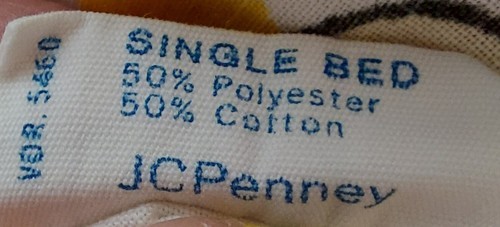 SINGLE BED
50% Polyester
50% Cotton
JCPenney